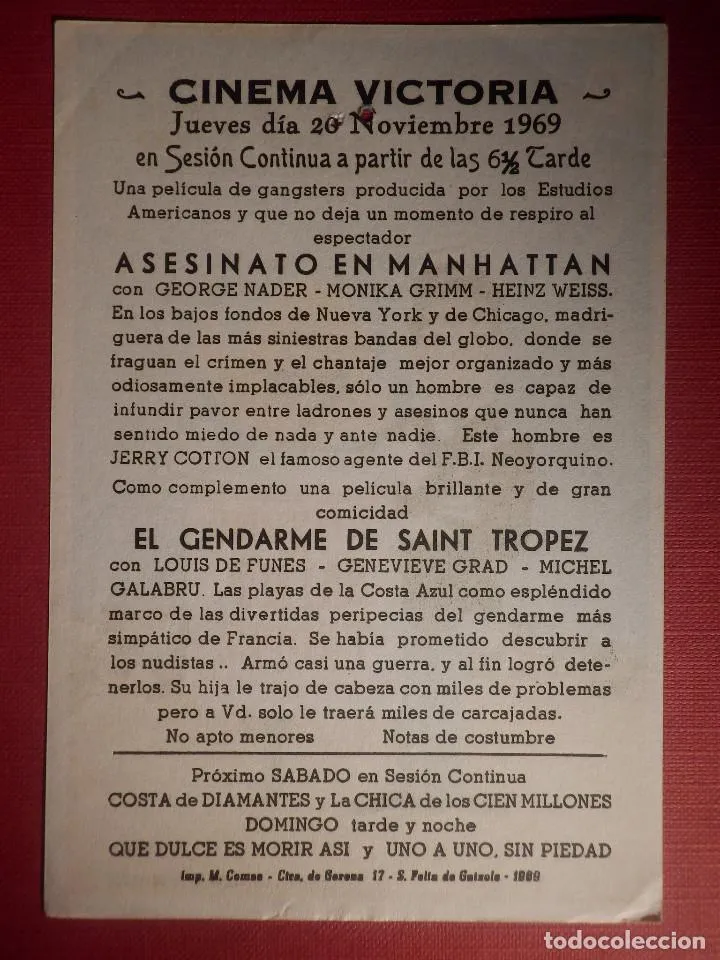 CINEMA VICTORIA
Jueves día 20 Noviembre 1969
en Sesión Continua a partir de las 6½ Tarde
Una película de gangsters producida por los Estudios
Americanos y que no deja un momento de respiro al
espectador
ASESINATO EN MANHATTAN
con GEORGE NADER - MONIKA GRIMM - HEINZ WEISS.
En los bajos fondos de Nueva York y de Chicago, madri-
guera de las más siniestras bandas del globo, donde se
fraguan el crímen y el chantaje mejor organizado y más
odiosamente implacables, sólo un hombre es capaz de
infundir pavor entre ladrones y asesinos que nunca han
sentido miedo de nada y ante nadie. Este hombre es
JERRY COTTON el famoso agente del F.B.I. Neoyorquino.
Como complemento una película brillante y de gran
comicidad
EL GENDARME DE SAINT TROPEZ
con LOUIS DE FUNES - GENEVIEVE GRAD - MICHEL
GALABRU. Las playas de la Costa Azul como espléndido
marco de las divertidas peripecias del gendarme más
simpático de Francia. Se había prometido descubrir a
los nudistas.. Armó casi una guerra, y al fin logró dete-
nerlos. Su hija le trajo de cabeza con miles de problemas
pero a Vd. solo le traerá miles de carcajadas.
No apto menores Notas de costumbre
Próximo SABADO en Sesión Continua
COSTA de DIAMANTES y La CHICA de los CIEN MILLONES
DOMINGO tarde y noche
QUE DULCE ES MORIR ASI y UNO A UNO, SIN PIEDAD
Imp. M. Comas - Ctra. de Gerona 17 - S. Feliu de Guixols - 1969
todocoleccion